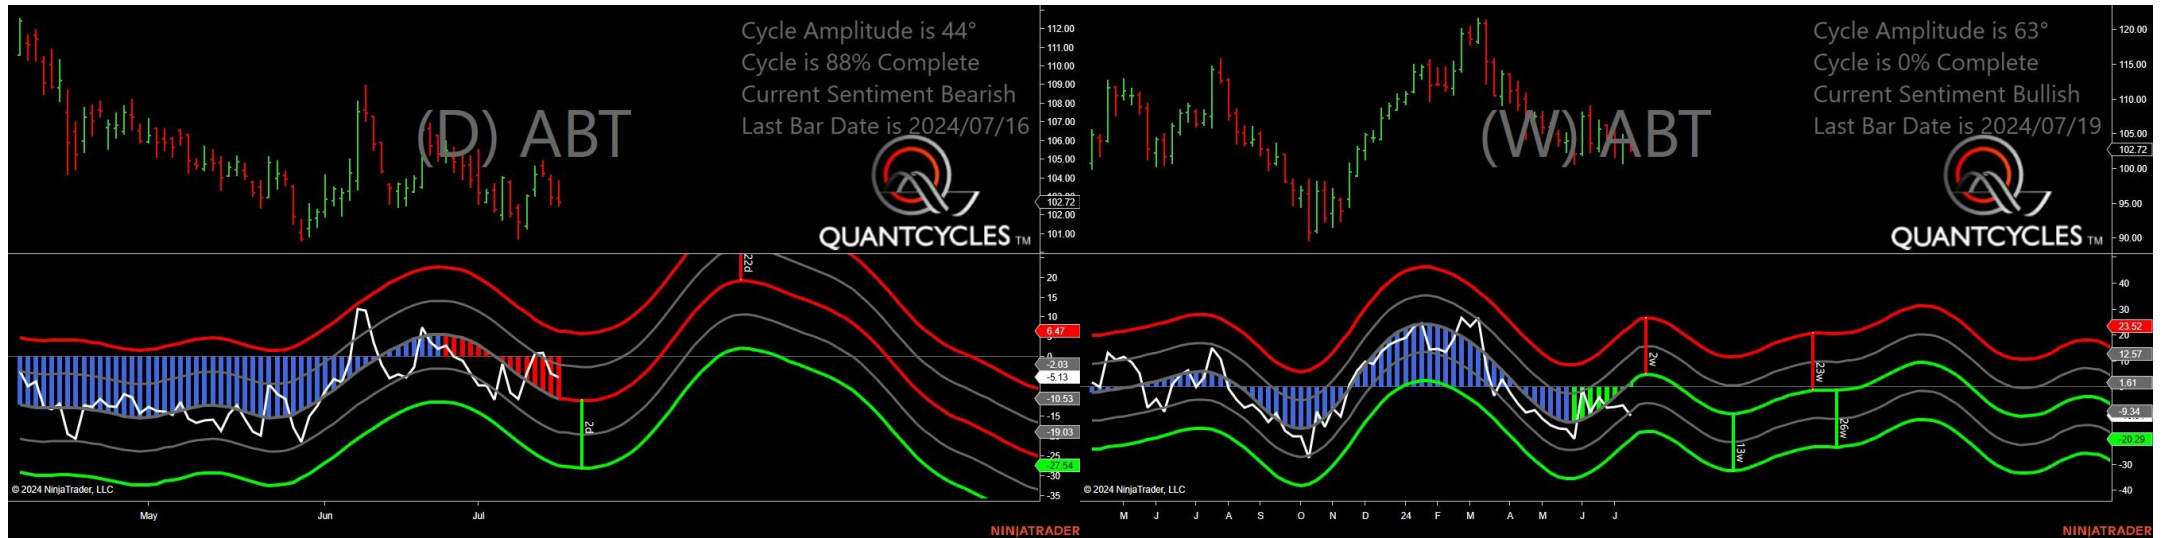 Cycle Amplitude is 44°
Cycle is 88% Complete
Current Sentiment Bearish
Last Bar Date is 2024/07/16
(D) ABT
QUANTCYCLES TM
112.00
111.00
110.00
109.00
108.00
107.00
106.00
105.00
104.00
102.72
102.00
101.00
22d
2d
20
15
10
6.47
-2.03
-5.13
-10.53
-15
-19.03
-25
-27.54
-30
-35
© 2024 NinjaTrader, LLC
May
Jun
Jul
NINJATRADER
Cycle Amplitude is 63°
Cycle is 0% Complete
Current Sentiment Bullish
Last Bar Date is 2024/07/19
(W) ABT
QUANTCYCLES TM
120.00
115.00
110.00
105.00
102.72
100.00
95.00
90.00
2w
13w
23w
26w
40
30
23.52
20
12.57
1.61
-9.34
-20.29
-30
-40
© 2024 NinjaTrader, LLC
M J J A S O N D 24 F M A M J J
NINJATRADER